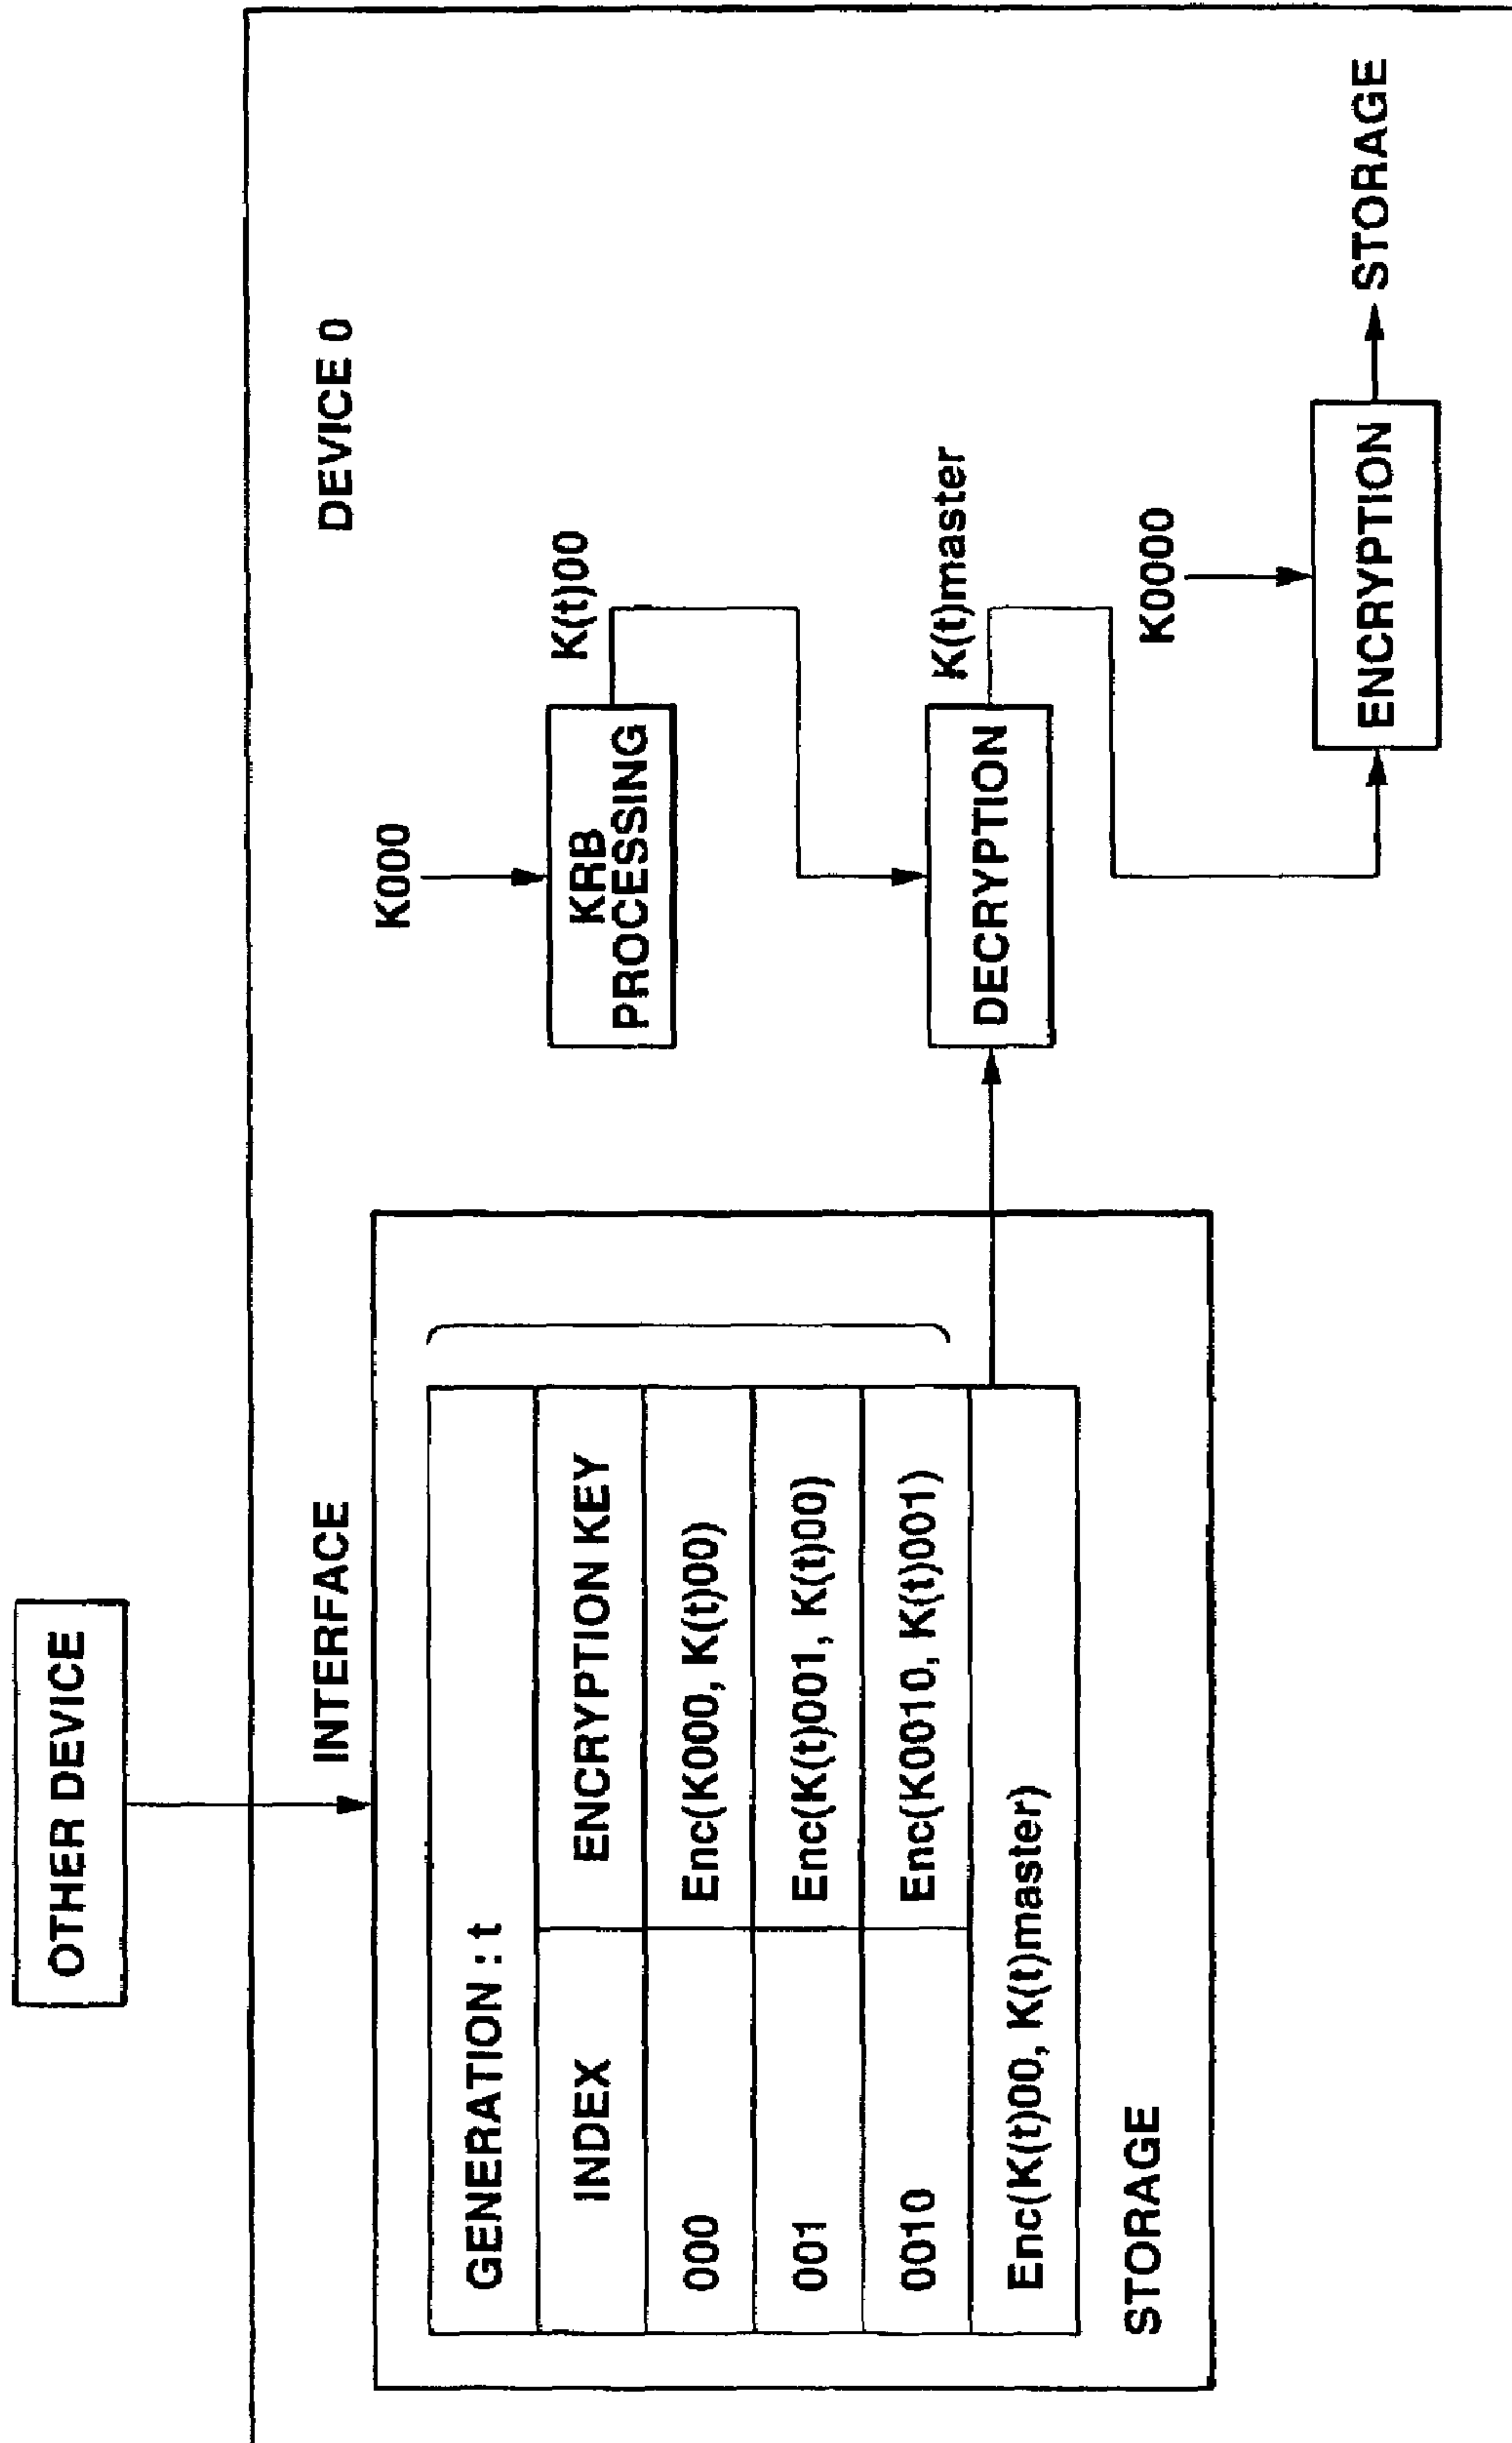 OTHER DEVICE
INTERFACE
DEVICE 0
GENERATION : t
INDEX
ENCRYPTION KEY
000
Enc(K000, K(t)00)
001
Enc(K(t)001, K(t)00)
0010
Enc(K0010, K(t)001)
Enc(K(t)00, K(t)master)
STORAGE
K000
KRB
PROCESSING
K(t)00
DECRYPTION
K(t)master
K0000
ENCRYPTION
STORAGE